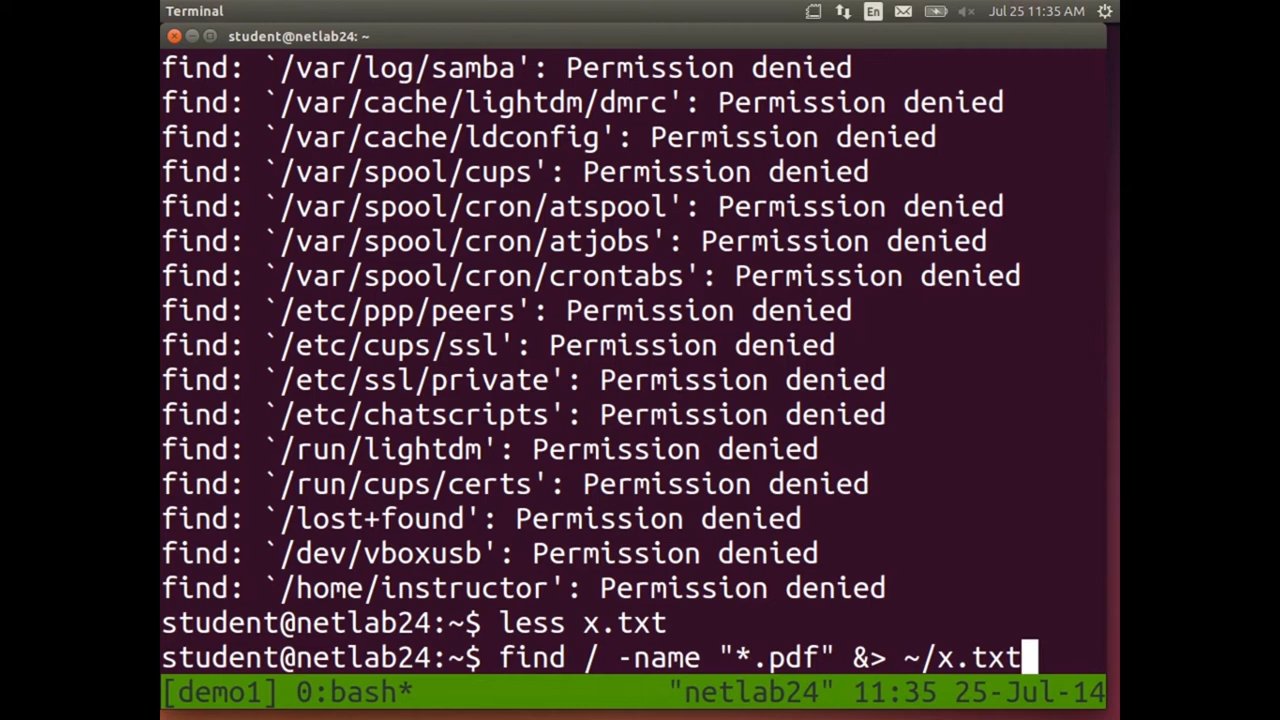 Terminal
En
Jul 25 11:35 AM
student@netlab24: ~
find: `/var/log/samba': Permission denied
find: `/var/cache/lightdm/dmrc': Permission denied
find: `/var/cache/ldconfig': Permission denied
find: `/var/spool/cups': Permission denied
find: `/var/spool/cron/atspool': Permission denied
find: `/var/spool/cron/atjobs': Permission denied
find: `/var/spool/cron/crontabs': Permission denied
find: `/etc/ppp/peers': Permission denied
find: `/etc/cups/ssl': Permission denied
find: `/etc/ssl/private': Permission denied
find: `/etc/chatscripts': Permission denied
find: `/run/lightdm': Permission denied
find: `/run/cups/certs': Permission denied
find: `/lost+found': Permission denied
find: `/dev/vboxusb': Permission denied
find: `/home/instructor': Permission denied
student@netlab24:~$ less x.txt
student@netlab24:~$ find / -name "*.pdf" &> ~/x.txt
[demo1] 0:bash* "netlab24" 11:35 25-Jul-14